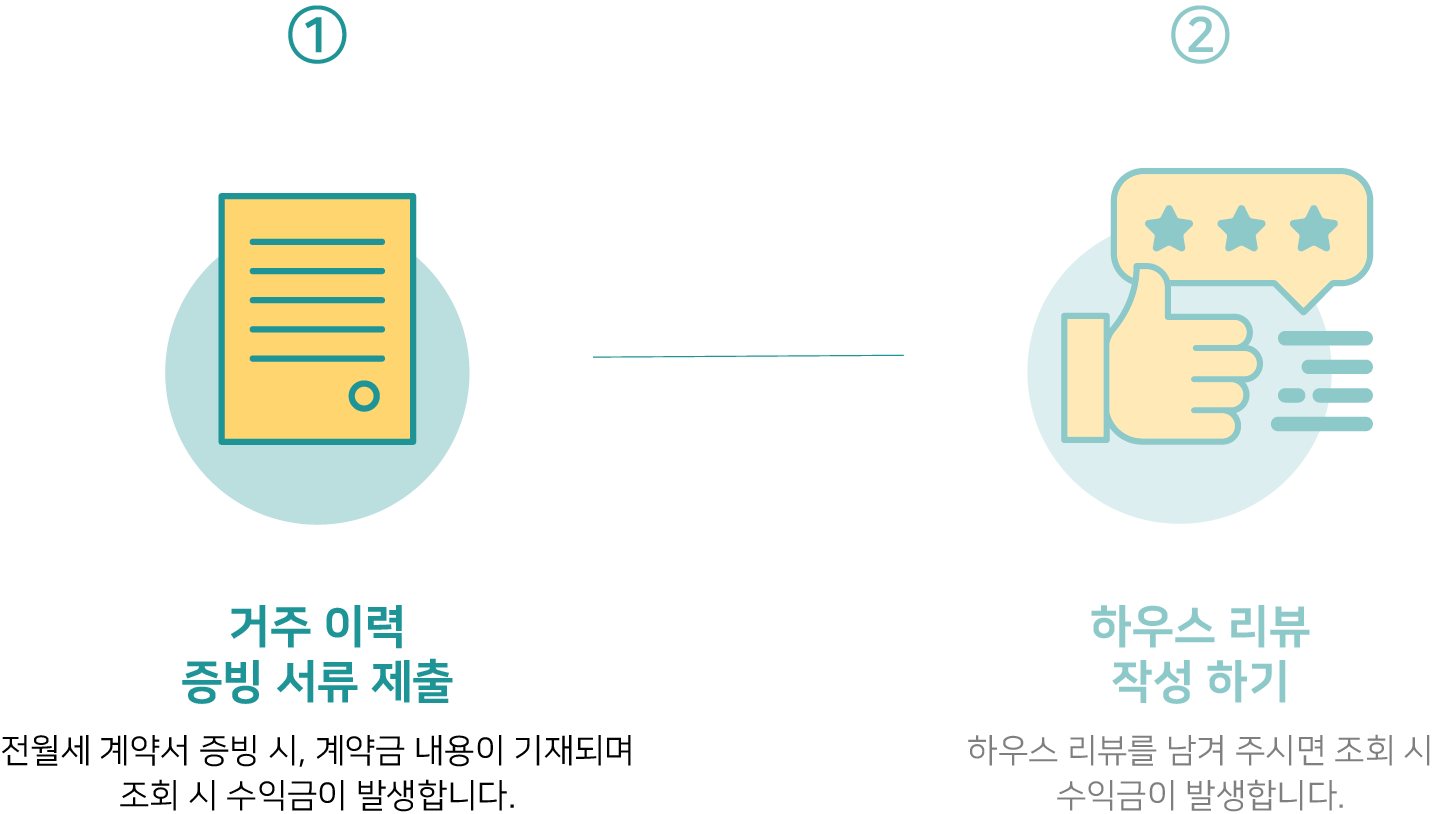 ①
거주 이력
증빙 서류 제출
전월세 계약서 증빙 시, 계약금 내용이 기재되며
조회 시 수익금이 발생합니다.
②
하우스 리뷰
작성 하기
하우스 리뷰를 남겨 주시면 조회 시
수익금이 발생합니다.